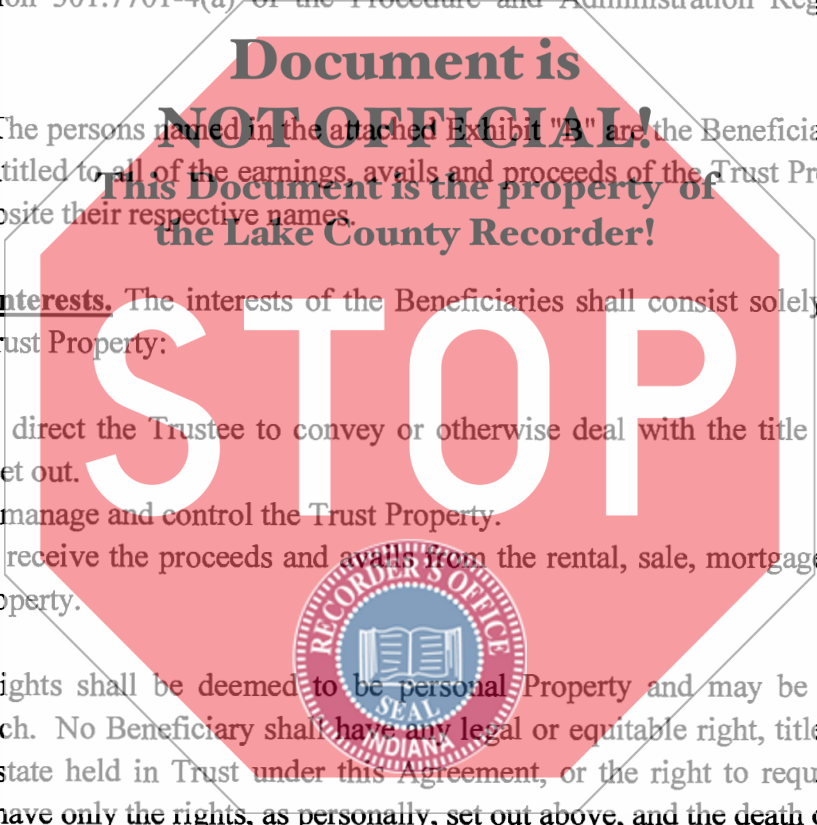 301.7701-4(a) of the Procedure and Administration Reg
Document is
NOT OFFICIAL!
The persons named in the attached Exhibit "B" are the Beneficia
titled to all of the earnings, avails and proceeds of the Trust Pr
This Document is the property of
site their respective names.
the Lake County Recorder!
nterests. The interests of the Beneficiaries shall consist solely
rust Property:
STOP
direct the Trustee to convey or otherwise deal with the title
et out.
manage and control the Trust Property.
receive the proceeds and avails from the rental, sale, mortgage
operty.
RECORDER'S OFFICE
SEAL
INDIANA
ights shall be deemed to be personal Property and may be
ch. No Beneficiary shall have any legal or equitable right, title
state held in Trust under this Agreement, or the right to requ
have only the rights, as personally, set out above, and the death